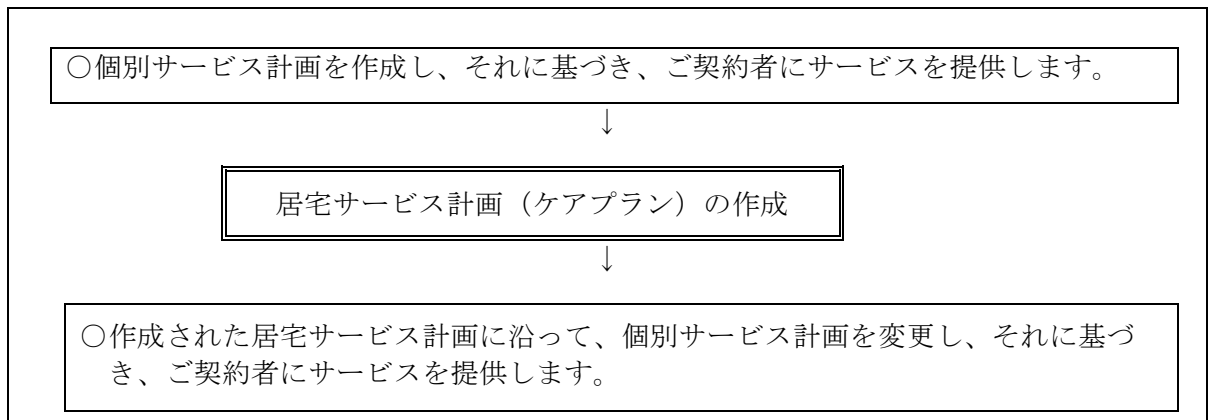 ○個別サービス計画を作成し、それに基づき、ご契約者にサービスを提供します。
↓
居宅サービス計画（ケアプラン）の作成
↓
○作成された居宅サービス計画に沿って、個別サービス計画を変更し、それに基づ
き、ご契約者にサービスを提供します。